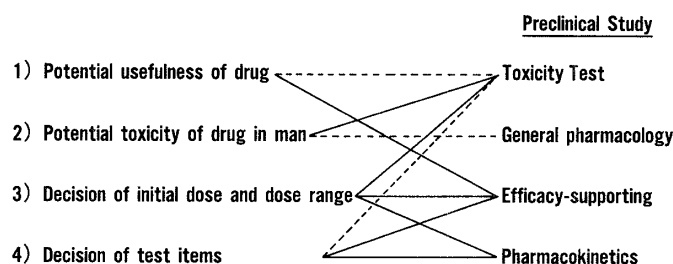 Preclinical Study
1) Potential usefulness of drug Toxicity Test
2) Potential toxicity of drug in man General pharmacology
3) Decision of initial dose and dose range Efficacy-supporting
4) Decision of test items Pharmacokinetics